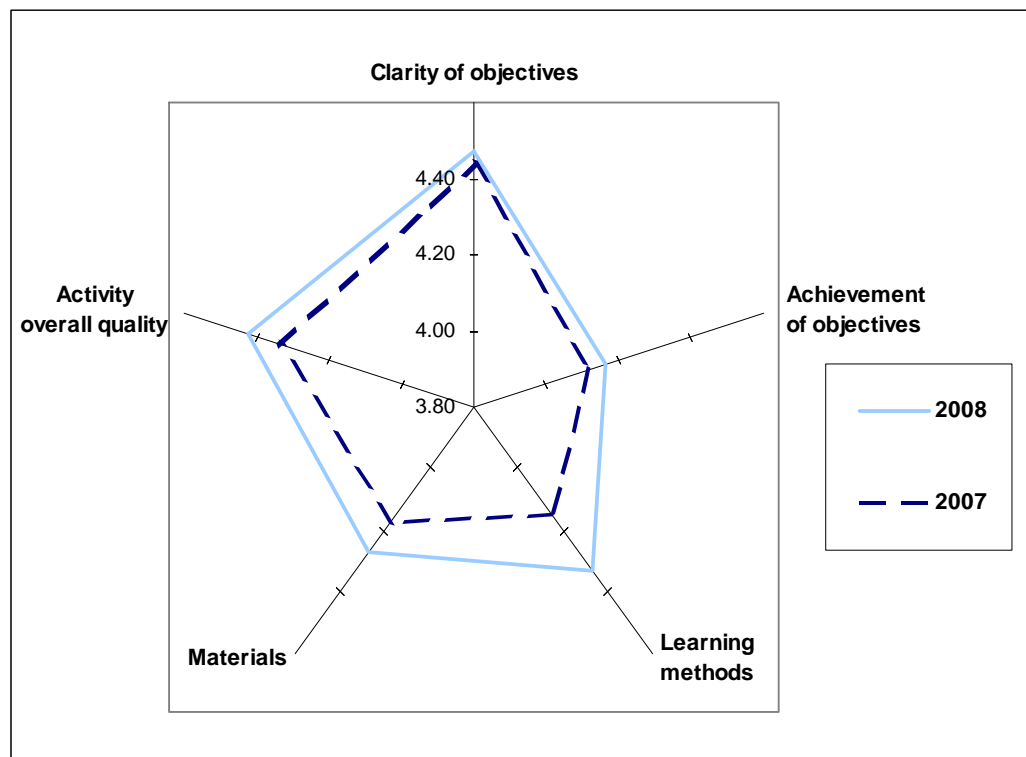 Clarity of objectives
4.40
4.20
4.00
3.80
Activity
overall quality
Achievement
of objectives
Materials
Learning
methods
2008
2007